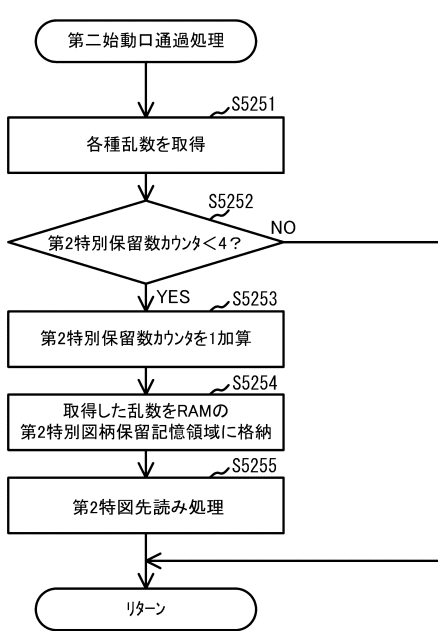 第二始動口通過処理
S5251
各種乱数を取得
S5252
第2特別保留数カウンタ<4？
NO
YES
S5253
第2特別保留数カウンタを1加算
S5254
取得した乱数をRAMの
第2特別図柄保留記憶領域に格納
S5255
第2特図先読み処理
リターン